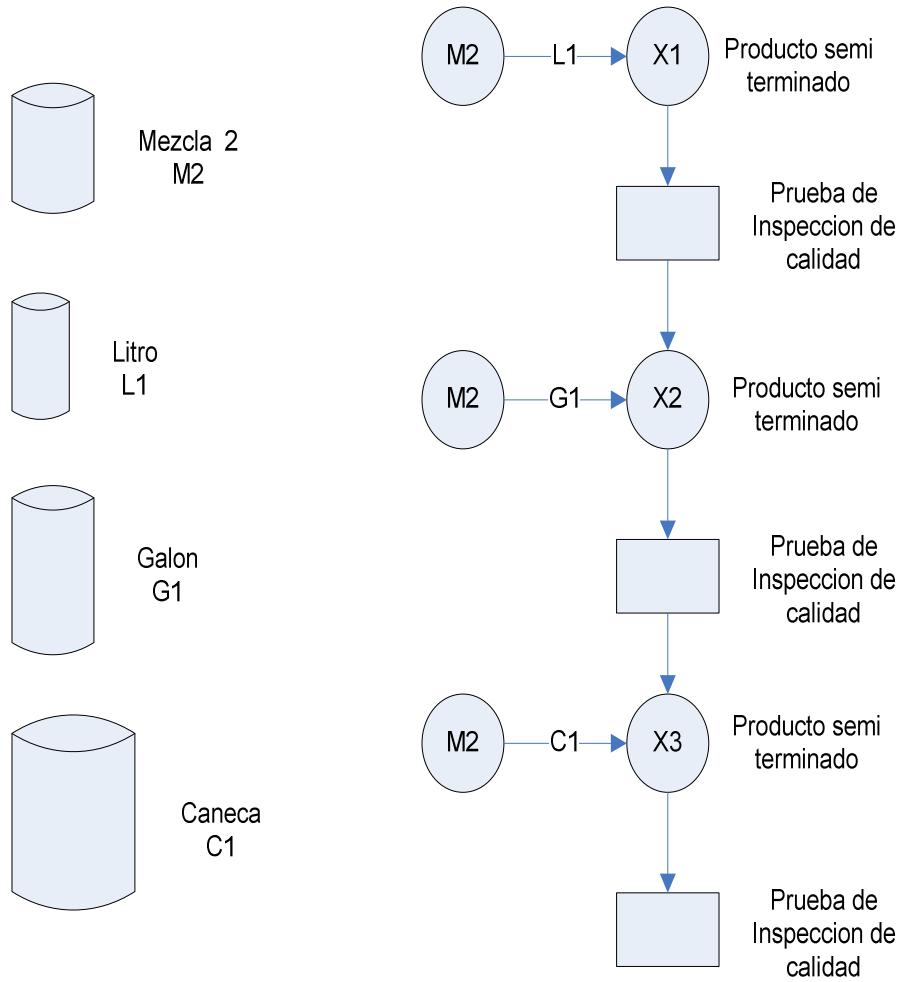 Mezcla 2
M2
Litro
L1
Galon
G1
Caneca
C1
M2
L1
X1
Producto semi
terminado
Prueba de
Inspeccion de
calidad
M2
G1
X2
Producto semi
terminado
Prueba de
Inspeccion de
calidad
M2
C1
X3
Producto semi
terminado
Prueba de
Inspeccion de
calidad